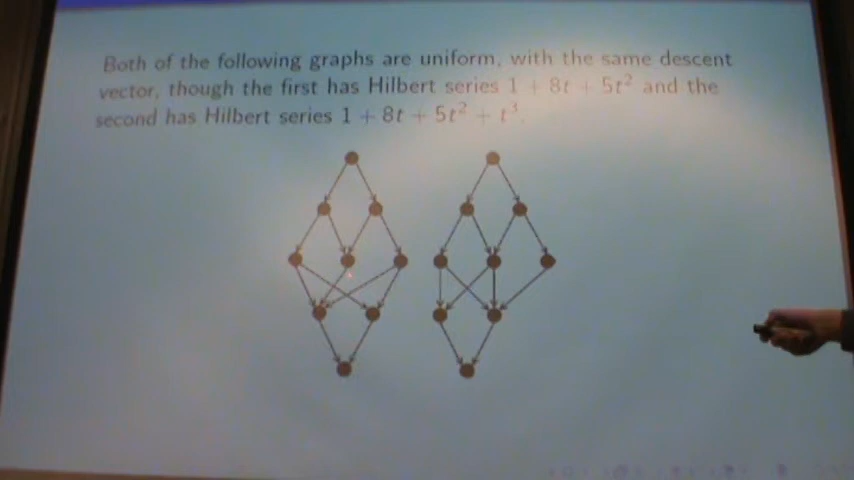 Both of the following graphs are uniform, with the same descent
vector, though the first has Hilbert series 1 + 8t + 5t² and the
second has Hilbert series 1 + 8t + 5t² + t³.